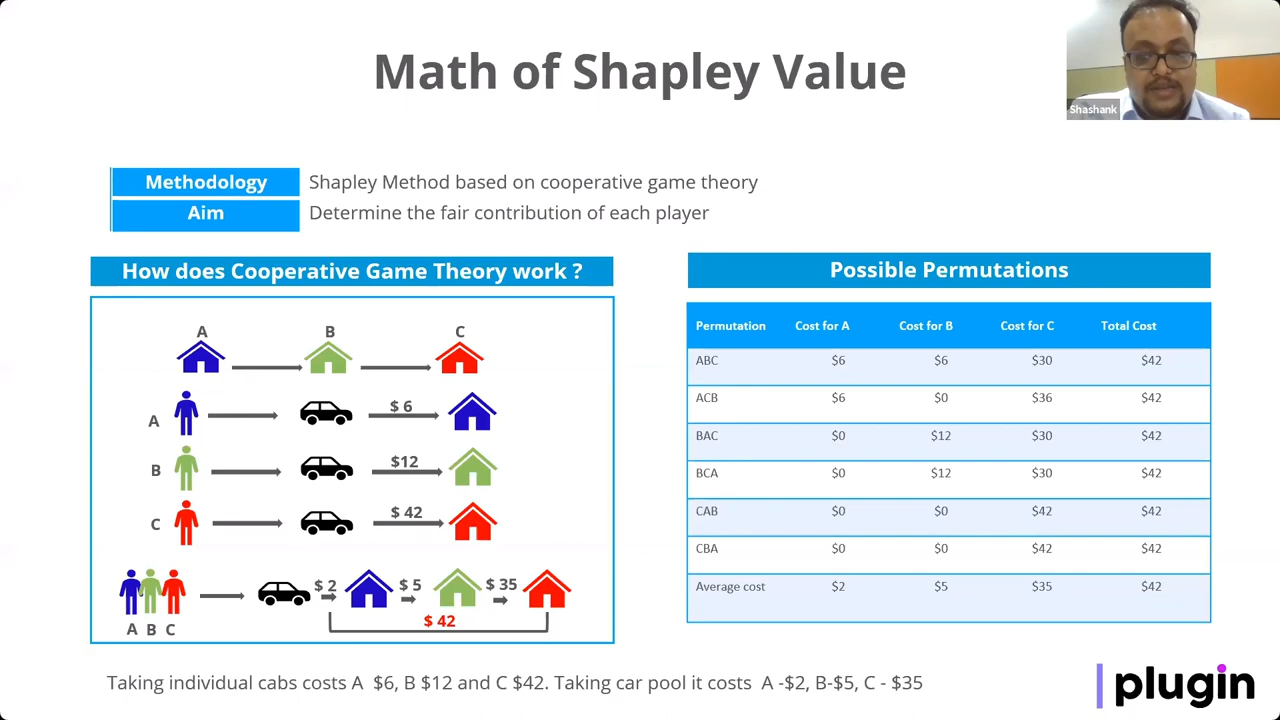 Math of Shapley Value
Shashank
Methodology Shapley Method based on cooperative game theory
Aim Determine the fair contribution of each player
How does Cooperative Game Theory work ?
A B C
A $ 6
B $12
C $ 42
$ 2 $ 5 $ 35
$ 42
A B C
Possible Permutations
Permutation Cost for A Cost for B Cost for C Total Cost
ABC $6 $6 $30 $42
ACB $6 $0 $36 $42
BAC $0 $12 $30 $42
BCA $0 $12 $30 $42
CAB $0 $0 $42 $42
CBA $0 $0 $42 $42
Average cost $2 $5 $35 $42
Taking individual cabs costs A $6, B $12 and C $42. Taking car pool it costs A -$2, B-$5, C - $35
plugin